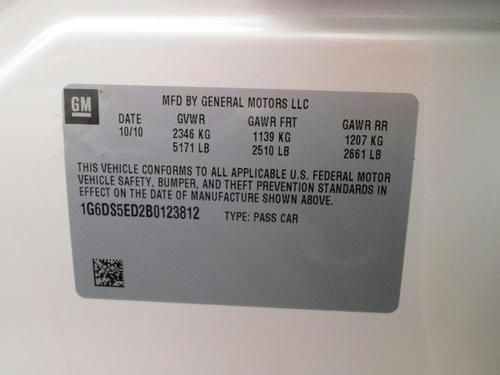 GM
MFD BY GENERAL MOTORS LLC
DATE GVWR GAWR FRT GAWR RR
10/10 2346 KG 1139 KG 1207 KG
5171 LB 2510 LB 2661 LB
THIS VEHICLE CONFORMS TO ALL APPLICABLE U.S. FEDERAL MOTOR
VEHICLE SAFETY, BUMPER, AND THEFT PREVENTION STANDARDS IN
EFFECT ON THE DATE OF MANUFACTURE SHOWN ABOVE.
1G6DS5ED2B0123812 TYPE: PASS CAR